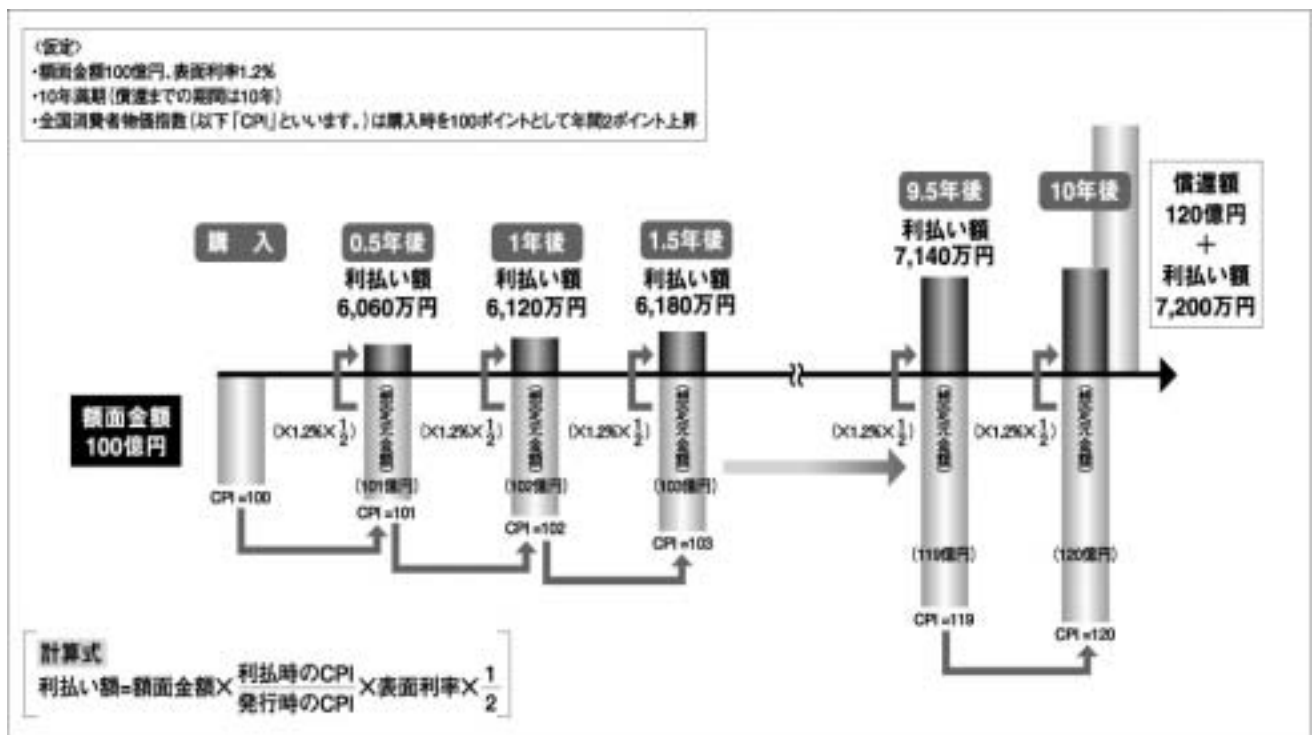 〈仮定〉
・額面金額100億円、表面利率1.2%
・10年満期(償還までの期間は10年)
・全国消費者物価指数(以下「CPI」といいます。)は購入時を100ポイントとして年間2ポイント上昇
購 入
0.5年後
利払い額
6,060万円
1年後
利払い額
6,120万円
1.5年後
利払い額
6,180万円
9.5年後
利払い額
7,140万円
10年後
償還額
120億円
+
利払い額
7,200万円
額面金額
100億円
(×1.2%×1/2)
(×1.2%×1/2)
(×1.2%×1/2)
(×1.2%×1/2)
(×1.2%×1/2)
(101億円)
(102億円)
(103億円)
(119億円)
(120億円)
CPI=100
CPI=101
CPI=102
CPI=103
CPI=119
CPI=120
計算式
利払い額=額面金額×利払時のCPI/発行時のCPI×表面利率×1/2